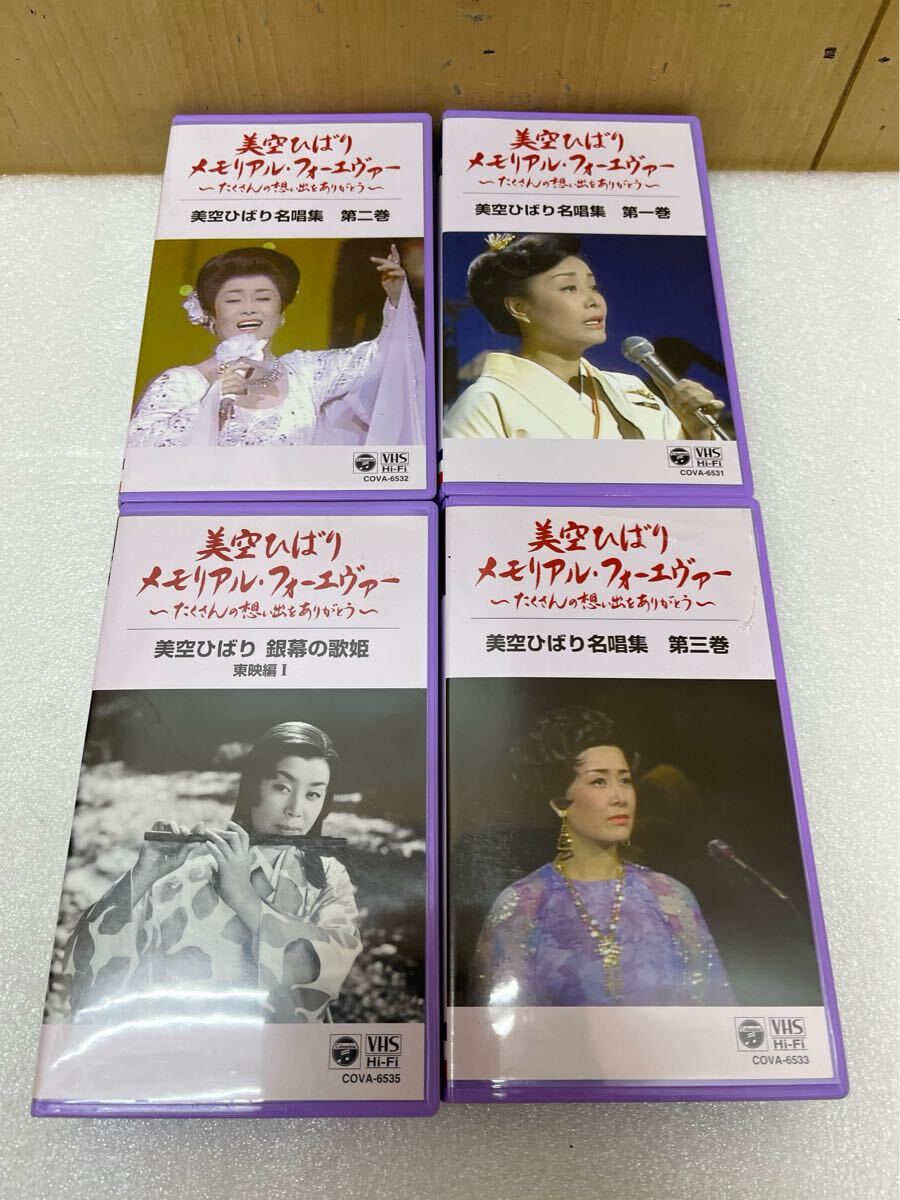 美空ひばり
メモリアル・フォーエヴァー
〜たくさんの想い出をありがとう〜
美空ひばり名唱集 第二巻
VHS
Hi-Fi
COVA-6532
美空ひばり
メモリアル・フォーエヴァー
〜たくさんの想い出をありがとう〜
美空ひばり名唱集 第一巻
VHS
Hi-Fi
COVA-6531
美空ひばり
メモリアル・フォーエヴァー
〜たくさんの想い出をありがとう〜
美空ひばり 銀幕の歌姫
東映編 I
Columbia
VHS
Hi-Fi
COVA-6535
美空ひばり
メモリアル・フォーエヴァー
〜たくさんの想い出をありがとう〜
美空ひばり名唱集 第三巻
Columbia
VHS
Hi-Fi
COVA-6533